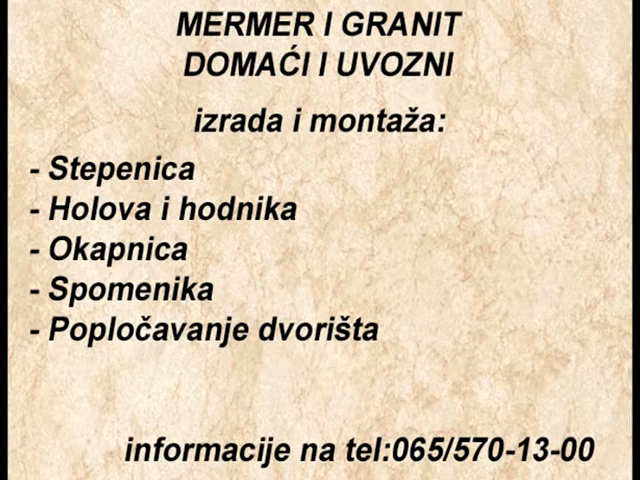 MERMER I GRANIT
DOMAĆI I UVOZNI
izrada i montaža:
- Stepenica
- Holova i hodnika
- Okapnica
- Spomenika
- Popločavanje dvorišta
informacije na tel:065/570-13-00